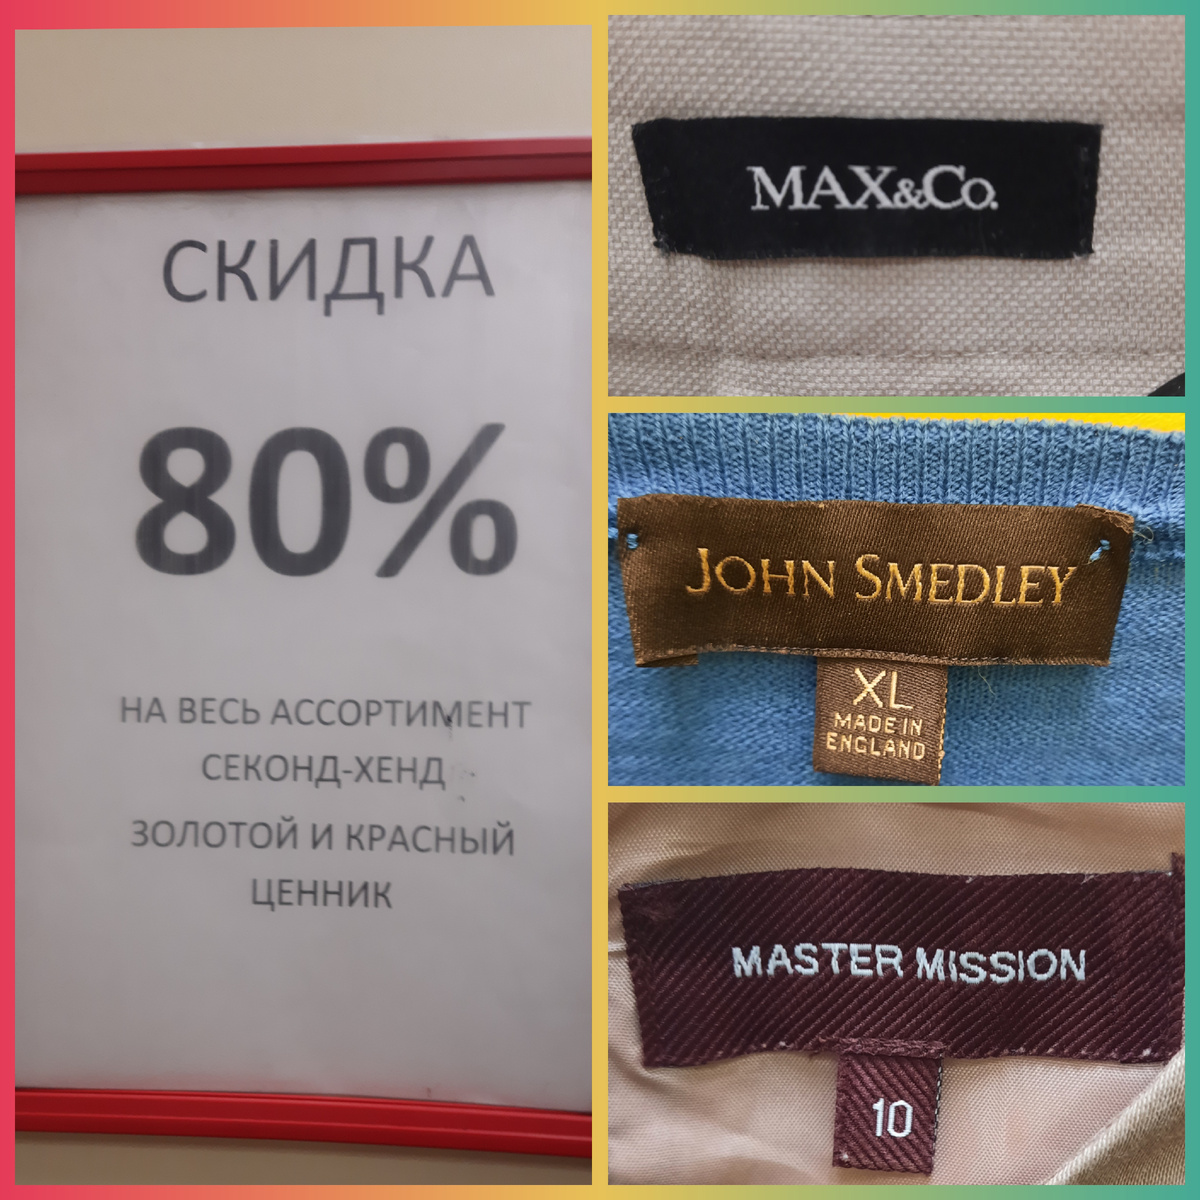 СКИДКА
80%
НА ВЕСЬ АССОРТИМЕНТ
СЕКОНД-ХЕНД
ЗОЛОТОЙ И КРАСНЫЙ
ЦЕННИК
MAX&Co.
JOHN SMEDLEY
XL
MADE IN
ENGLAND
MASTER MISSION
10